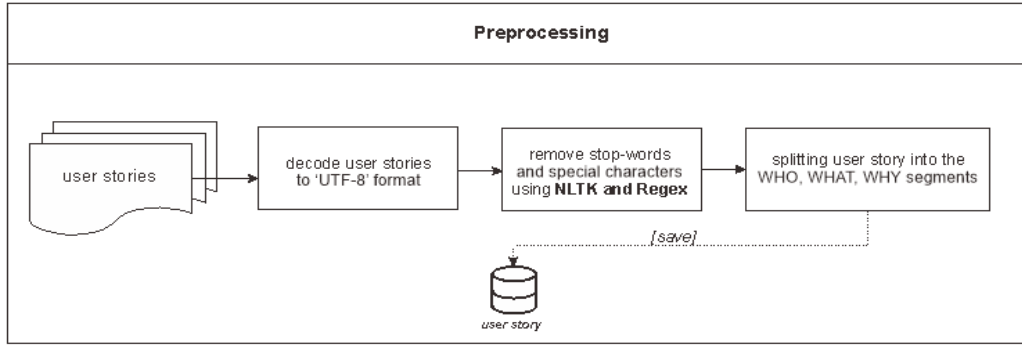 Preprocessing
user stories
decode user stories
to ‘UTF-8’ format
remove stop-words
and special characters
using NLTK and Regex
splitting user story into the
WHO, WHAT, WHY segments
[save]
user story